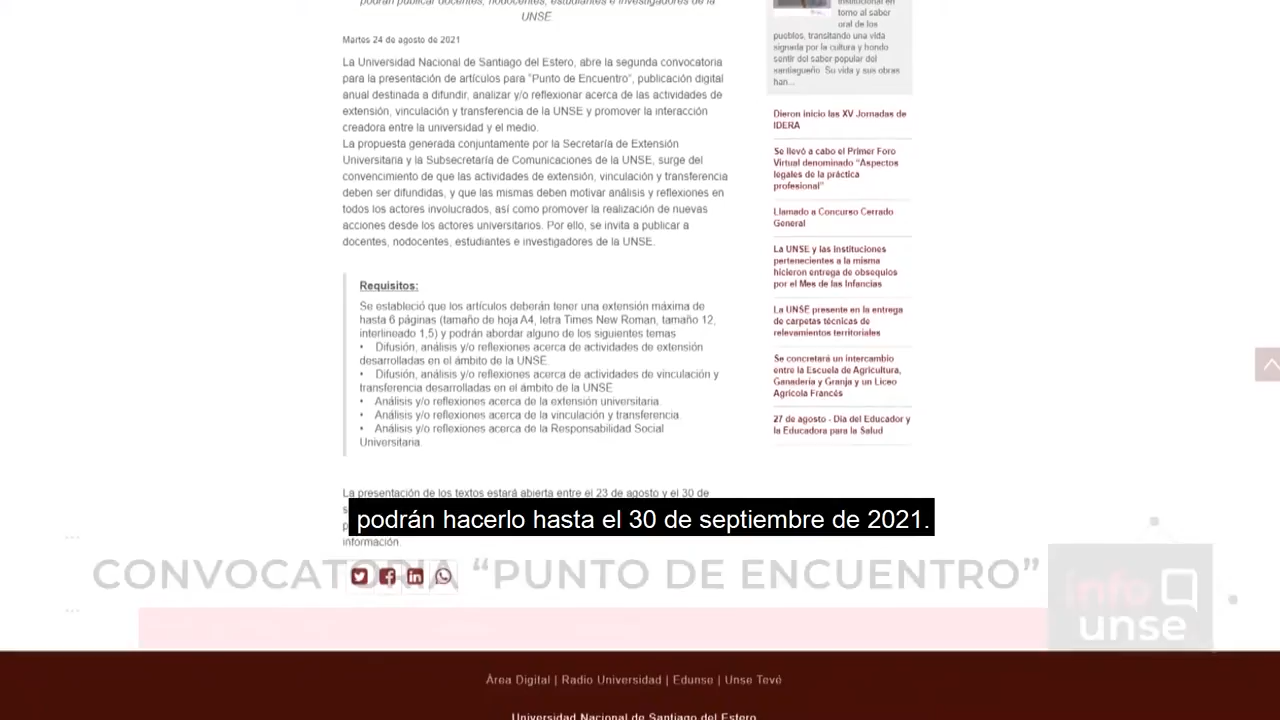 podrán publicar docentes, nodocentes, estudiantes e investigadores de la
UNSE
Martes 24 de agosto de 2021
La Universidad Nacional de Santiago del Estero, abre la segunda convocatoria
para la presentación de artículos para "Punto de Encuentro", publicación digital
anual destinada a difundir, analizar y/o reflexionar acerca de las actividades de
extensión, vinculación y transferencia de la UNSE y promover la interacción
creadora entre la universidad y el medio.
La propuesta generada conjuntamente por la Secretaría de Extensión
Universitaria y la Subsecretaría de Comunicaciones de la UNSE, surge del
convencimiento de que las actividades de extensión, vinculación y transferencia
deben ser difundidas, y que las mismas deben motivar análisis y reflexiones en
todos los actores involucrados, así como promover la realización de nuevas
acciones desde los actores universitarios. Por ello, se invita a publicar a
docentes, nodocentes, estudiantes e investigadores de la UNSE.
Requisitos:
Se estableció que los artículos deberán tener una extensión máxima de
hasta 6 páginas (tamaño de hoja A4, letra Times New Roman, tamaño 12,
interlineado 1,5) y podrán abordar alguno de los siguientes temas
• Difusión, análisis y/o reflexiones acerca de actividades de extensión
desarrolladas en el ámbito de la UNSE.
• Difusión, análisis y/o reflexiones acerca de actividades de vinculación y
transferencia desarrolladas en el ámbito de la UNSE
• Análisis y/o reflexiones acerca de la extensión universitaria.
• Análisis y/o reflexiones acerca de la vinculación y transferencia.
• Análisis y/o reflexiones acerca de la Responsabilidad Social
Universitaria.
La presentación de los textos estará abierta entre el 23 de agosto y el 30 de
información.
institucional en
torno al saber
oral de los
pueblos, transitando una vida
signada por la cultura y hondo
sentir del saber popular del
santiagueño. Su vida y sus obras
han...
Dieron inicio las XV Jornadas de
IDERA
Se llevó a cabo el Primer Foro
Virtual denominado "Aspectos
legales de la práctica
profesional"
Llamado a Concurso Cerrado
General
La UNSE y las instituciones
pertenecientes a la misma
hicieron entrega de obsequios
por el Mes de las Infancias
La UNSE presente en la entrega
de carpetas técnicas de
relevamientos territoriales
Se concretará un intercambio
entre la Escuela de Agricultura,
Ganadería y Granja y un Liceo
Agrícola Francés
27 de agosto - Día del Educador y
la Educadora para la Salud
podrán hacerlo hasta el 30 de septiembre de 2021.
CONVOCATORIA "PUNTO DE ENCUENTRO"
info
unse
Área Digital | Radio Universidad | Edunse | Unse Tevé
Universidad Nacional de Santiago del Estero